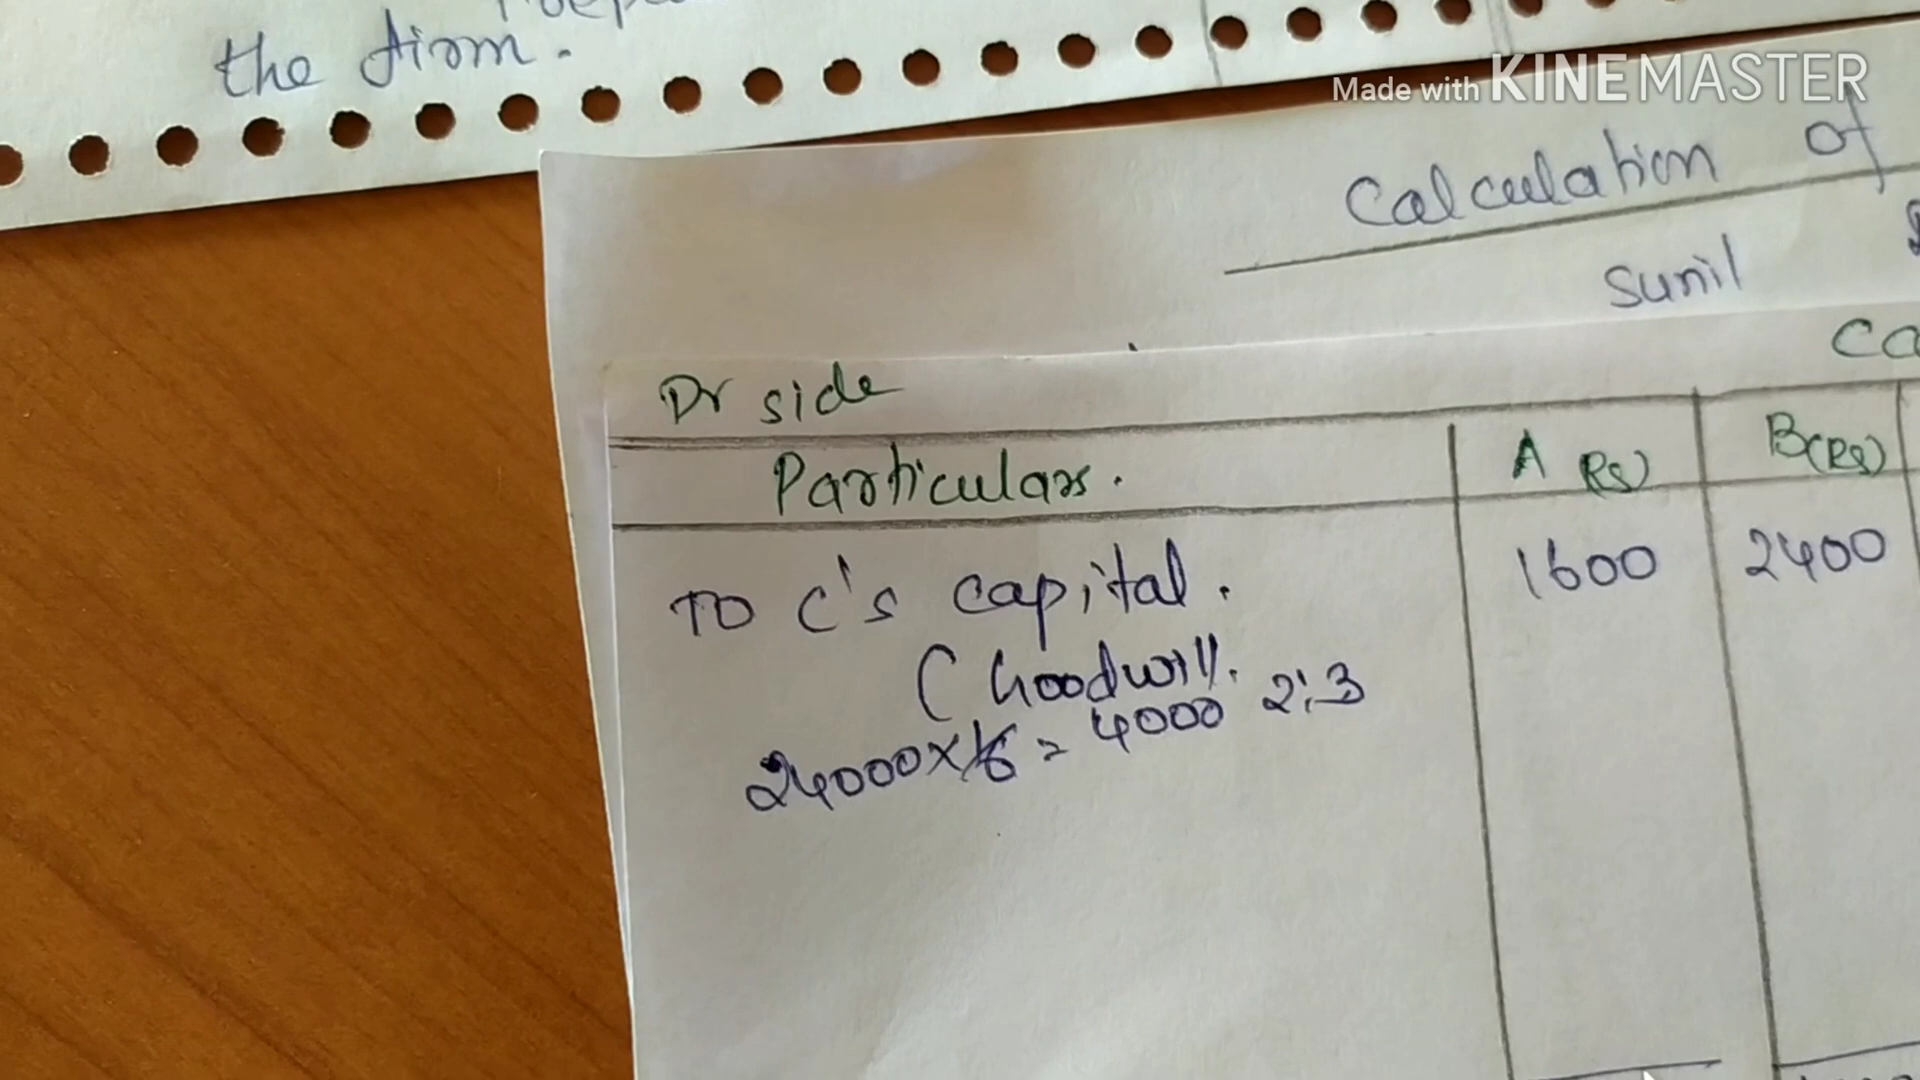 the firm.
Made with KINEMASTER
Calculation of
Sunil
Dr side
Particulars.
A (Rs)
B(Rs)
To C's capital.
1600
2400
(Goodwill.
24000×1/6 = 4000 2:3